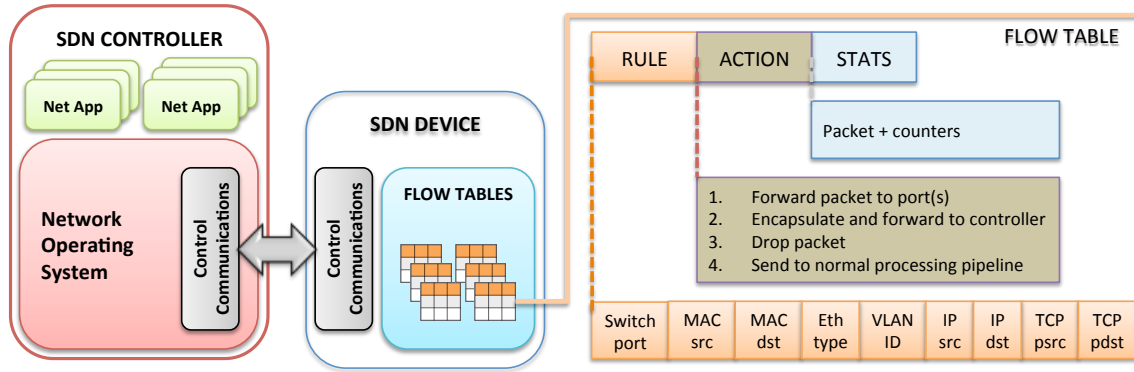 SDN CONTROLLER
Net App
Net App
Network
Operating
System
Control
Communications
SDN DEVICE
Control
Communications
FLOW TABLES
FLOW TABLE
RULE
ACTION
STATS
Packet + counters
1. Forward packet to port(s)
2. Encapsulate and forward to controller
3. Drop packet
4. Send to normal processing pipeline
Switch
port
MAC
src
MAC
dst
Eth
type
VLAN
ID
IP
src
IP
dst
TCP
psrc
TCP
pdst